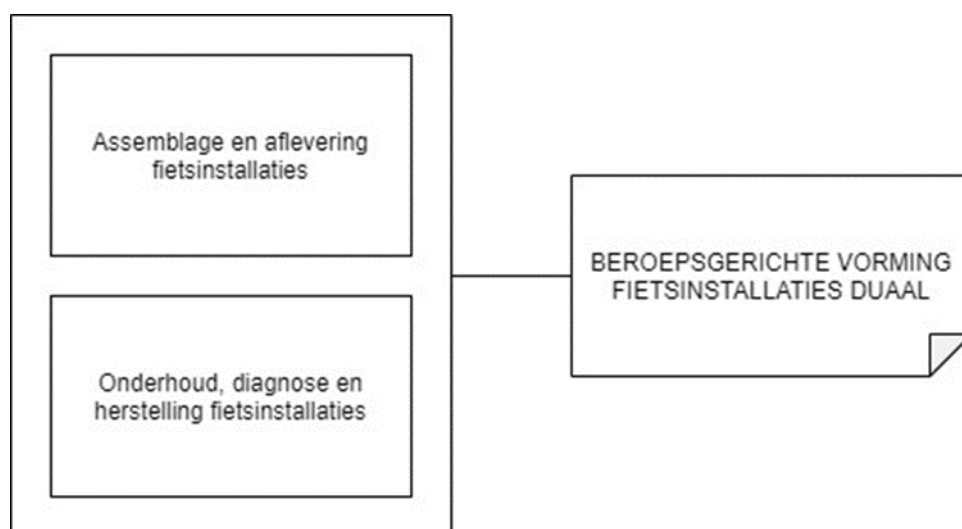 Assemblage en aflevering
fietsinstallaties
Onderhoud, diagnose en
herstelling fietsinstallaties
BEROEPSGERICHTE VORMING
FIETSINSTALLATIES DUAAL